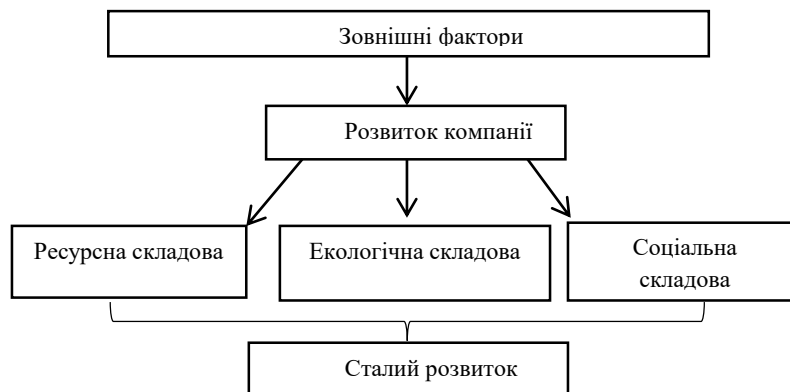 Зовнішні фактори
Розвиток компанії
Ресурсна складова
Екологічна складова
Соціальна
складова
Сталий розвиток